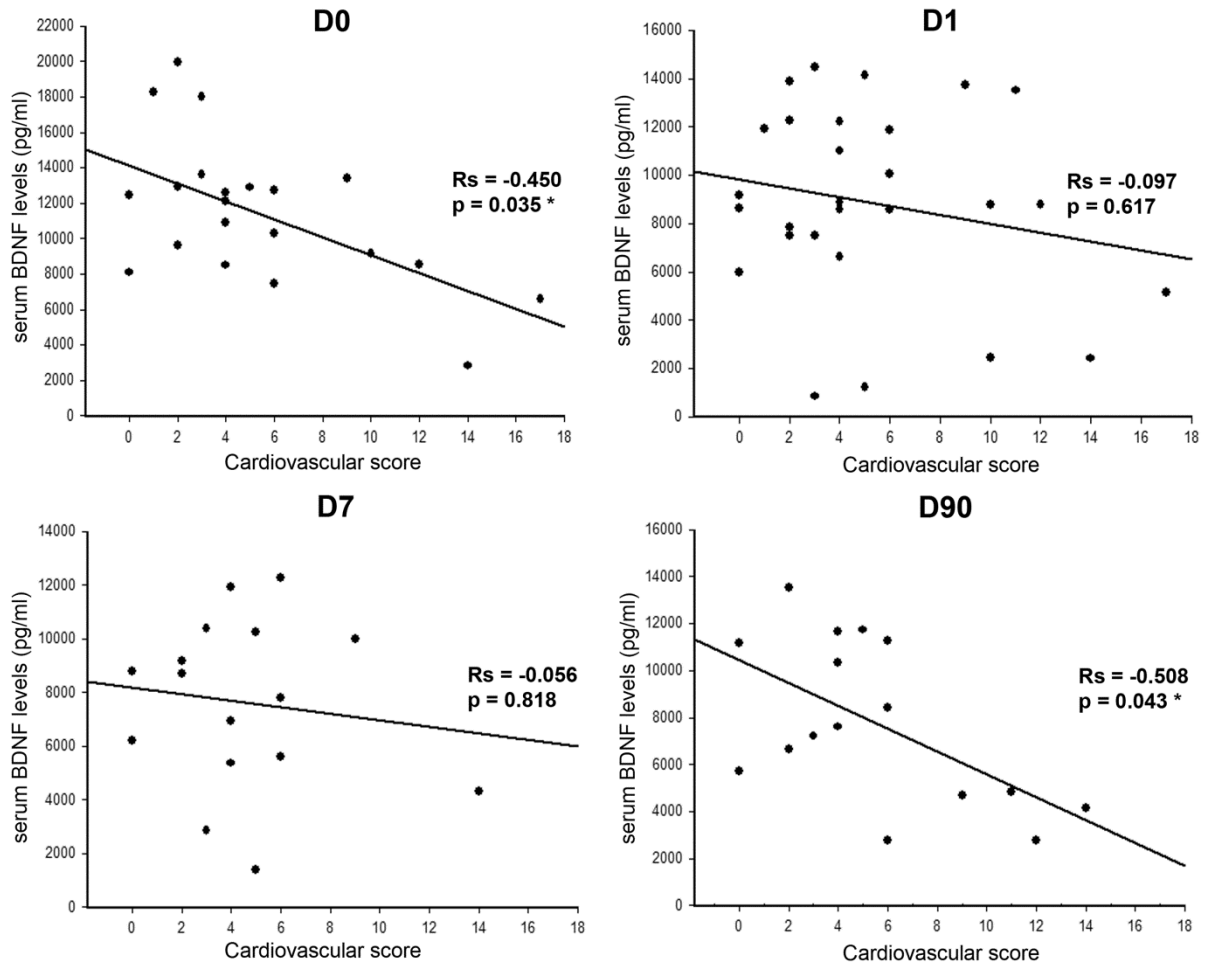 D0
serum BDNF levels (pg/ml)
22000
20000
18000
16000
14000
12000
10000
8000
6000
4000
2000
0
Rs = -0.450
p = 0.035 *
0 2 4 6 8 10 12 14 16 18
Cardiovascular score
D1
serum BDNF levels (pg/ml)
16000
14000
12000
10000
8000
6000
4000
2000
0
Rs = -0.097
p = 0.617
0 2 4 6 8 10 12 14 16 18
Cardiovascular score
D7
serum BDNF levels (pg/ml)
14000
12000
10000
8000
6000
4000
2000
0
Rs = -0.056
p = 0.818
0 2 4 6 8 10 12 14 16 18
Cardiovascular score
D90
serum BDNF levels (pg/ml)
16000
14000
12000
10000
8000
6000
4000
2000
0
Rs = -0.508
p = 0.043 *
0 2 4 6 8 10 12 14 16 18
Cardiovascular score